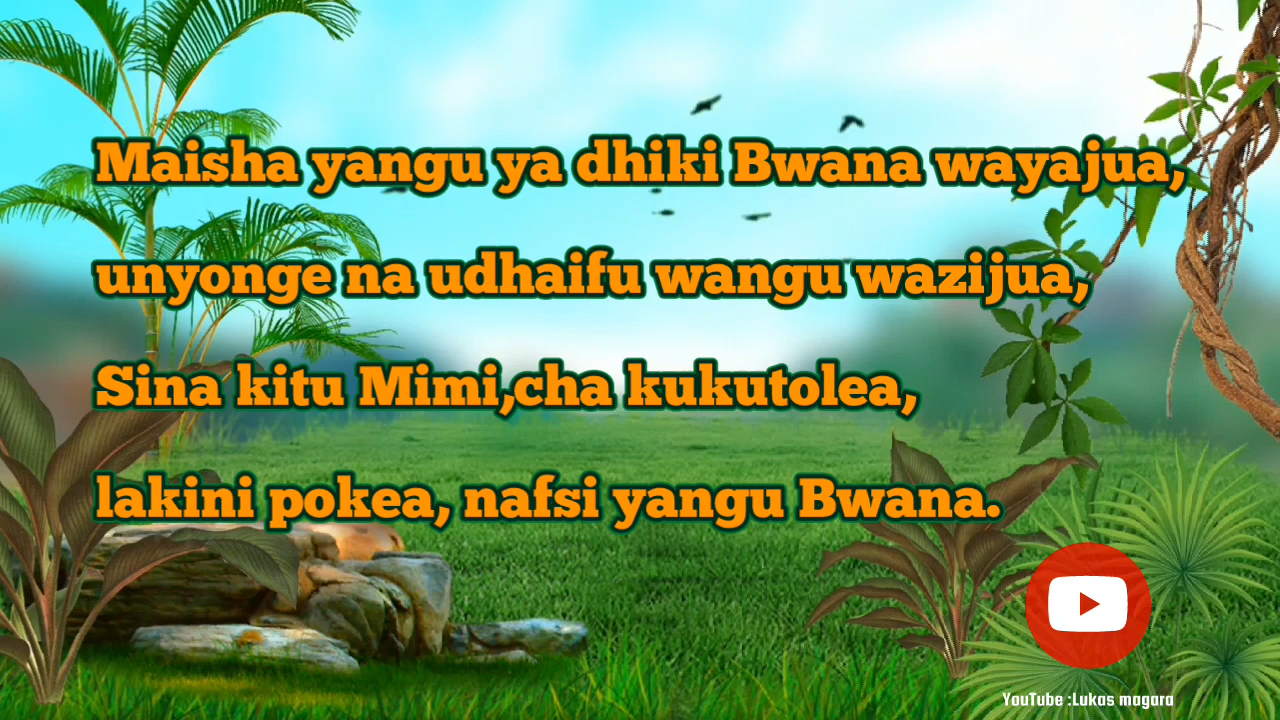 Maisha yangu ya dhiki Bwana wayajua,
unyonge na udhaifu wangu wazijua,
Sina kitu Mimi,cha kukutolea,
lakini pokea, nafsi yangu Bwana.
YouTube :Lukas magara